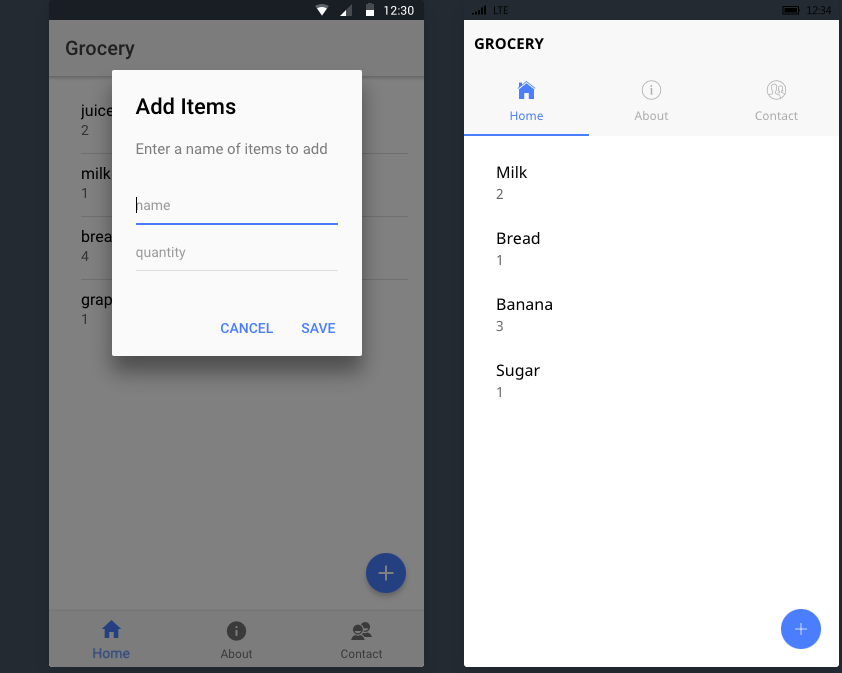 12:30
Grocery
juice
2
milk
1
brea
4
grap
1
Add Items
Enter a name of items to add
name
quantity
CANCEL SAVE
Home About Contact
LTE 12:34
GROCERY
Home About Contact
Milk
2
Bread
1
Banana
3
Sugar
1